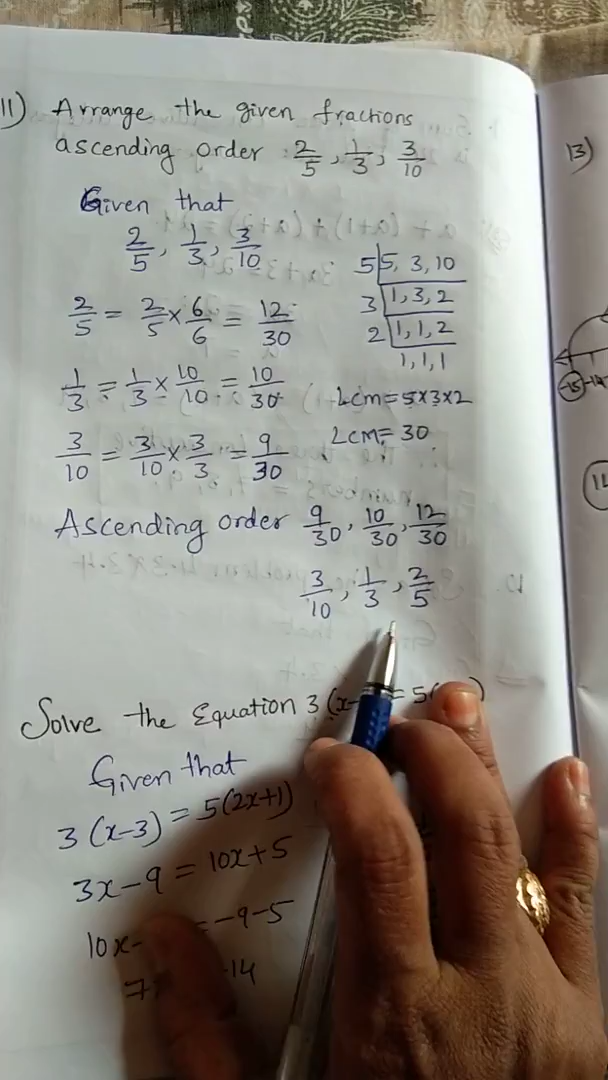 11) Arrange the given fractions
ascending order 2/5, 1/3, 3/10
Given that
2/5, 1/3, 3/10
5 | 5, 3, 10
3 | 1, 3, 2
2 | 1, 1, 2
1, 1, 1
2/5 = 2/5 × 6/6 = 12/30
1/3 = 1/3 × 10/10 = 10/30
3/10 = 3/10 × 3/3 = 9/30
LCM = 5×3×2
LCM = 30
Ascending order 9/30, 10/30, 12/30
3/10, 1/3, 2/5
Solve the Equation 3(x- = 5( )
Given that
3(x-3) = 5(2x+1)
3x-9 = 10x+5
10x- = -9-5
7 -14
13)
-15 -14